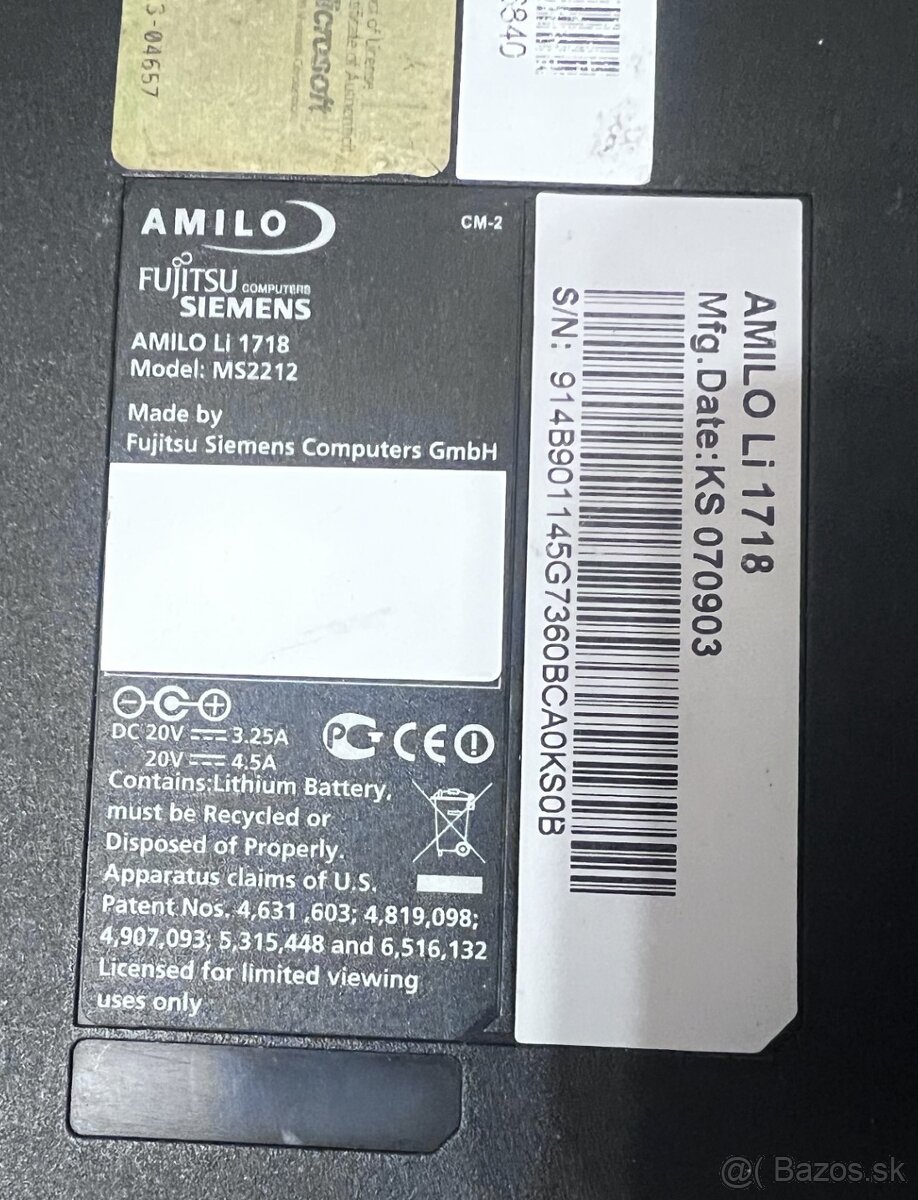 3-04657
Microsoft
6840
AMILO
CM-2
FUJITSU COMPUTERS
SIEMENS
AMILO Li 1718
Model: MS2212
Made by
Fujitsu Siemens Computers GmbH
DC 20V 3.25A
20V 4.5A
Contains:Lithium Battery,
must be Recycled or
Disposed of Properly.
Apparatus claims of U.S.
Patent Nos. 4,631 ,603; 4,819,098;
4,907,093; 5,315,448 and 6,516,132
Licensed for limited viewing
uses only
AMILO Li 1718
Mfg.Date:KS 070903
S/N: 914B901145G7360BCA0KS0B
@( Bazos.sk